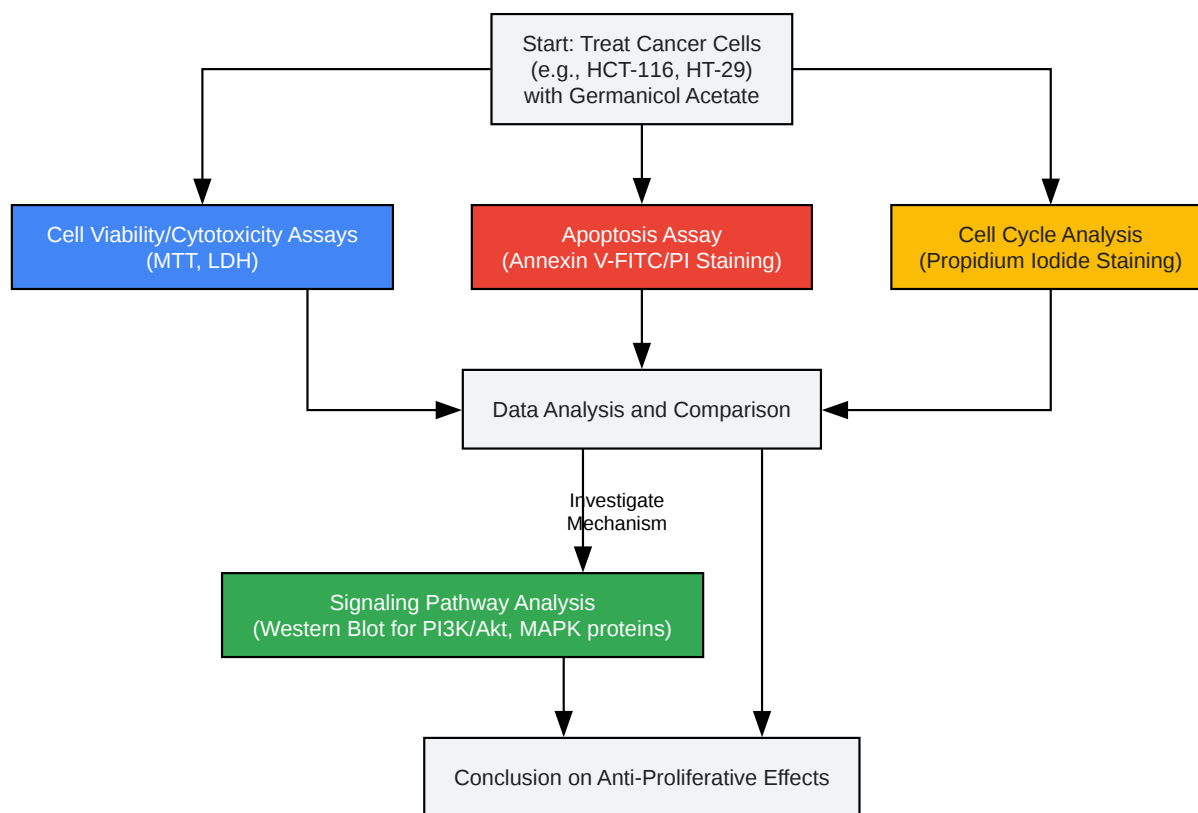 Start: Treat Cancer Cells
(e.g., HCT-116, HT-29)
with Germanicol Acetate
Cell Viability/Cytotoxicity Assays
(MTT, LDH)
Apoptosis Assay
(Annexin V-FITC/PI Staining)
Cell Cycle Analysis
(Propidium Iodide Staining)
Data Analysis and Comparison
Investigate
Mechanism
Signaling Pathway Analysis
(Western Blot for PI3K/Akt, MAPK proteins)
Conclusion on Anti-Proliferative Effects